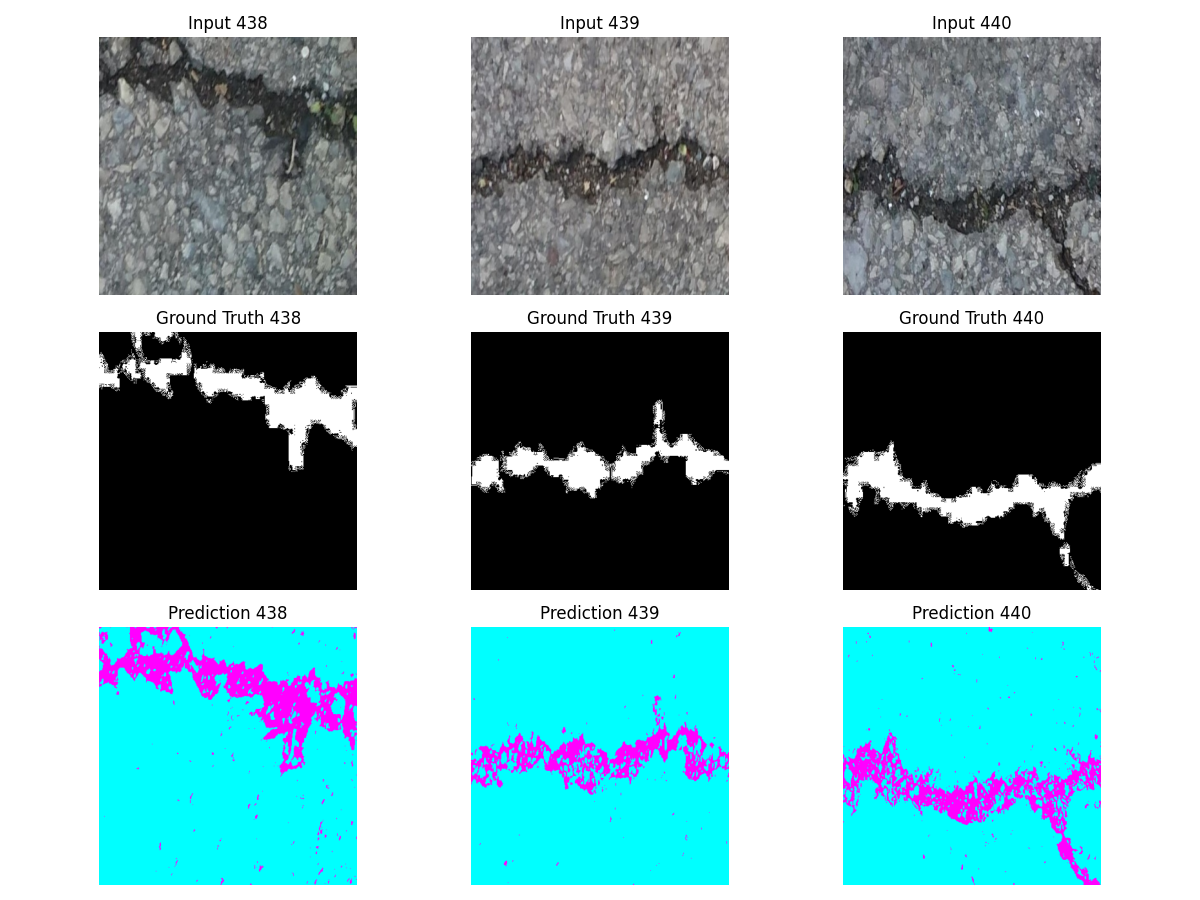 Input 438
Input 439
Input 440
Ground Truth 438
Ground Truth 439
Ground Truth 440
Prediction 438
Prediction 439
Prediction 440